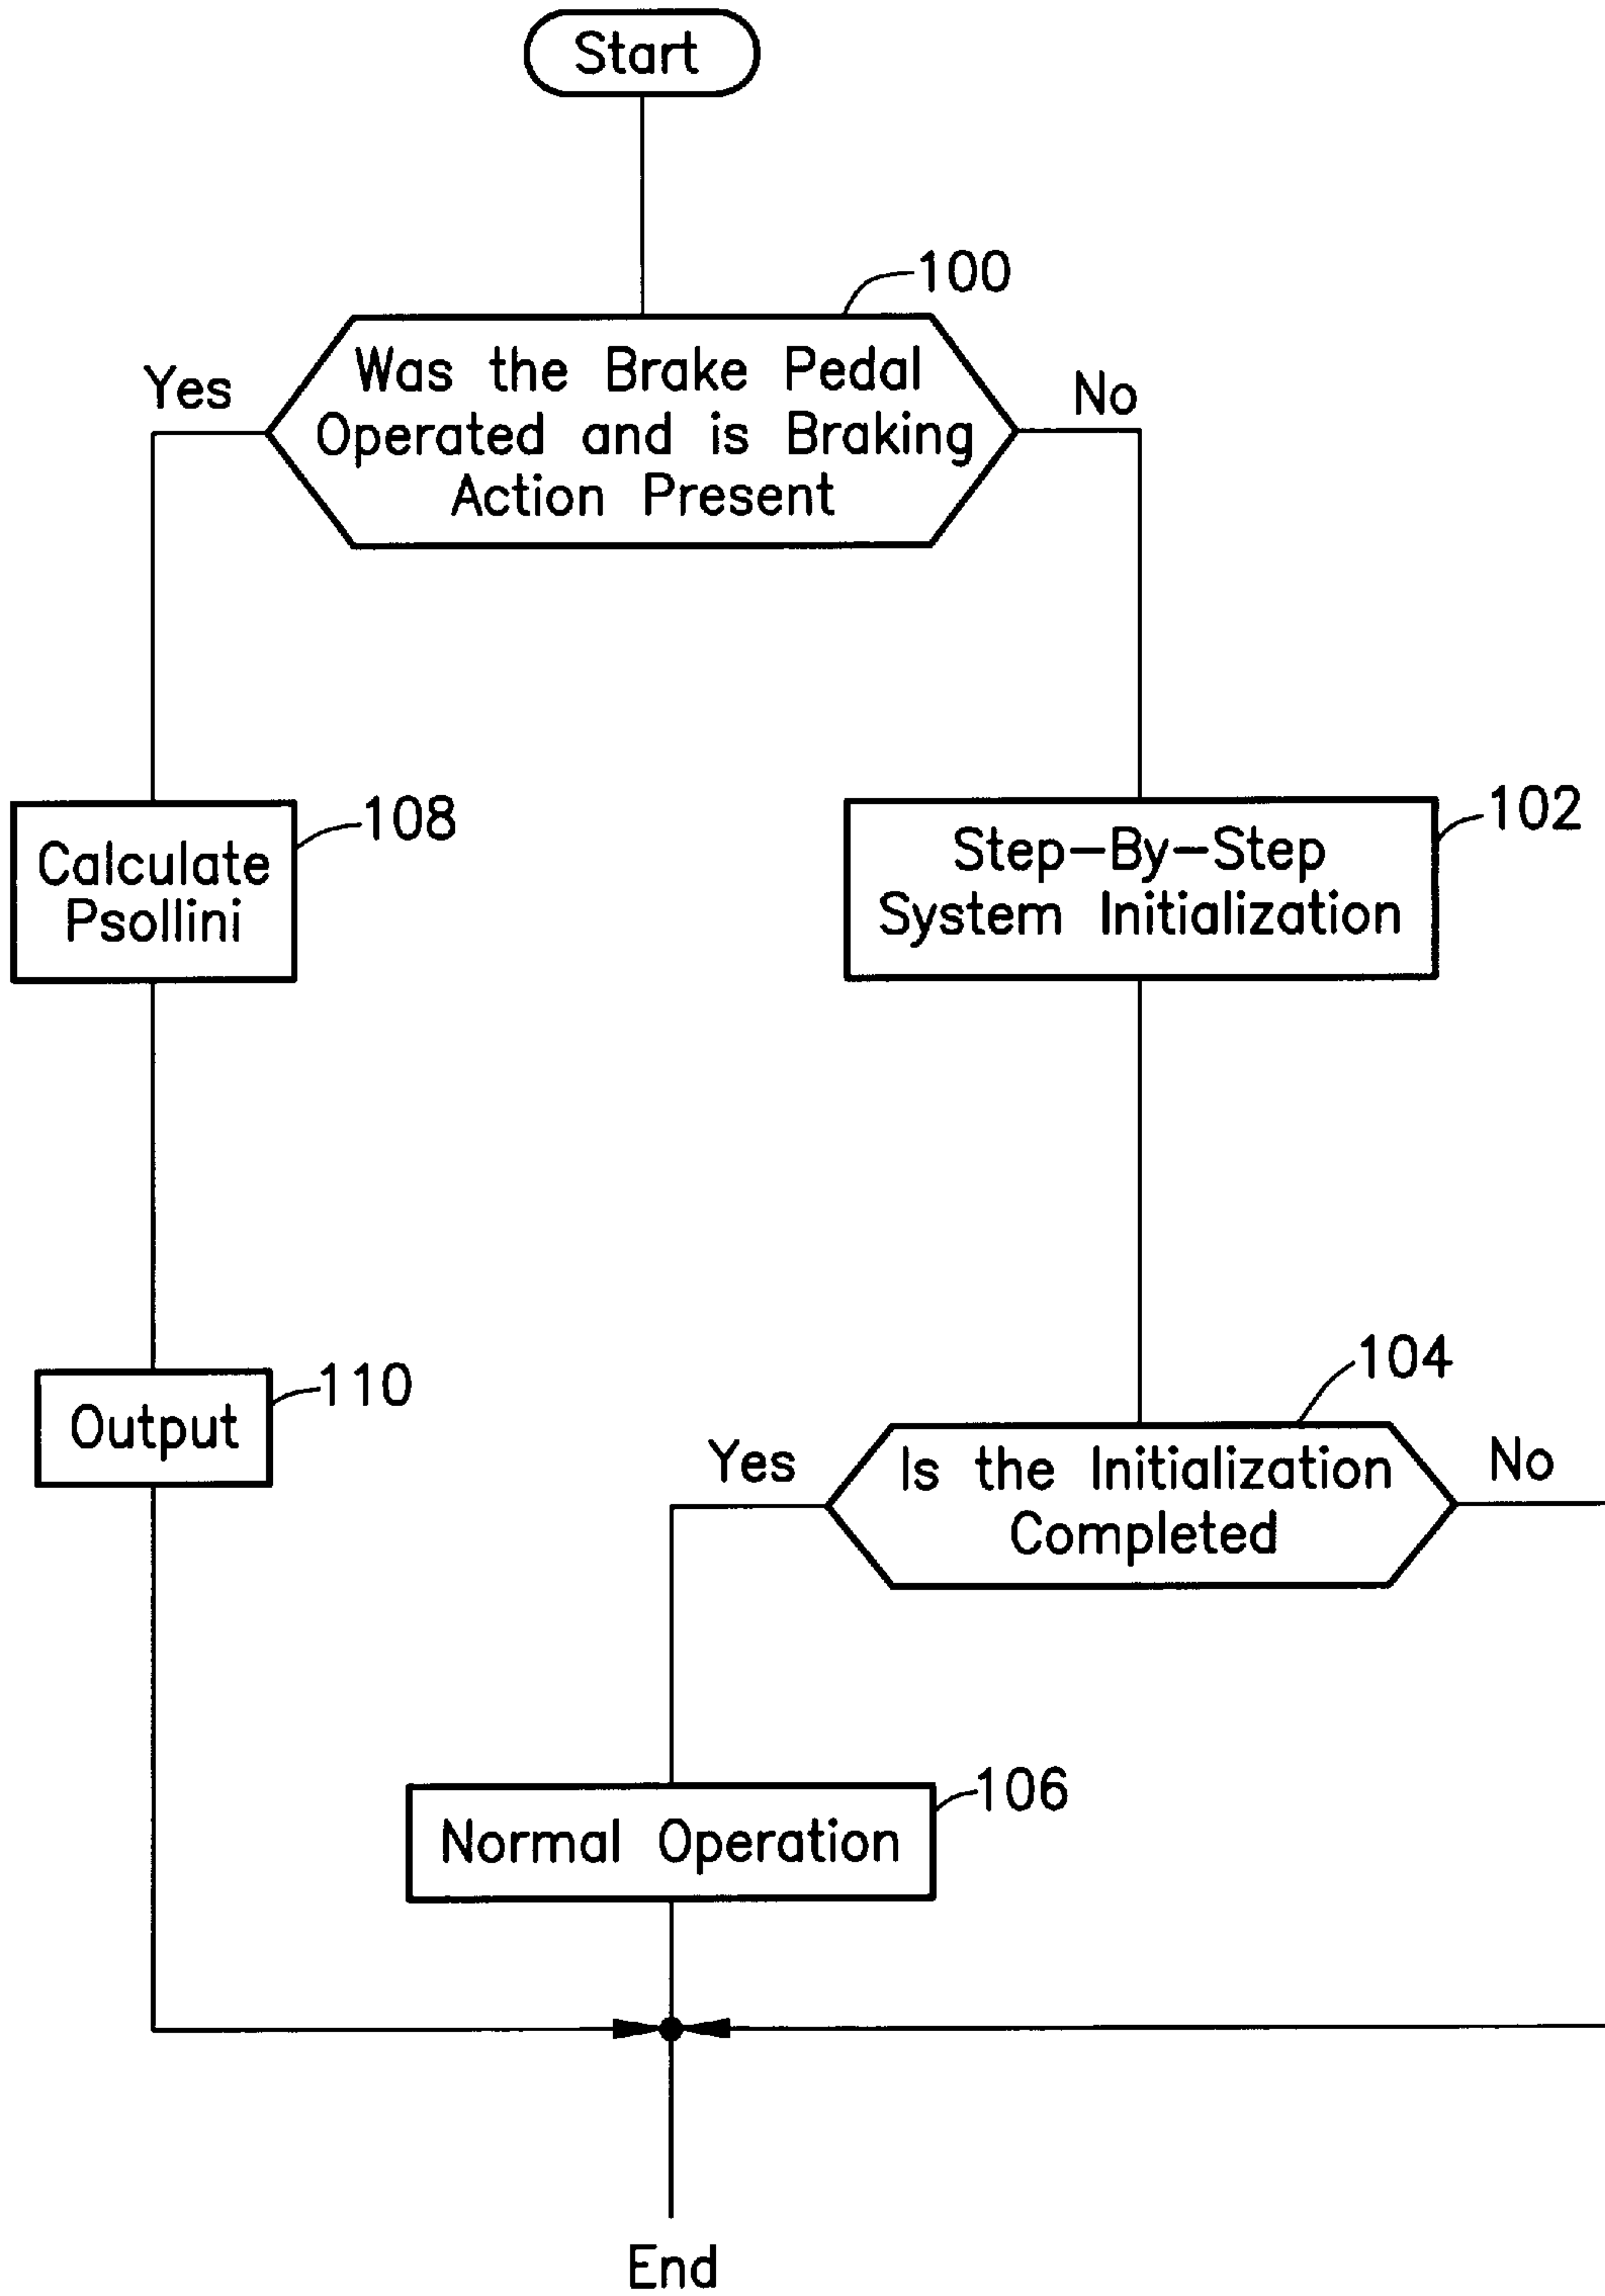 Start
100
Was the Brake Pedal
Operated and is Braking
Action Present
Yes
No
108
Calculate
Psollini
102
Step-By-Step
System Initialization
110
Output
104
Is the Initialization
Completed
Yes
No
106
Normal Operation
End